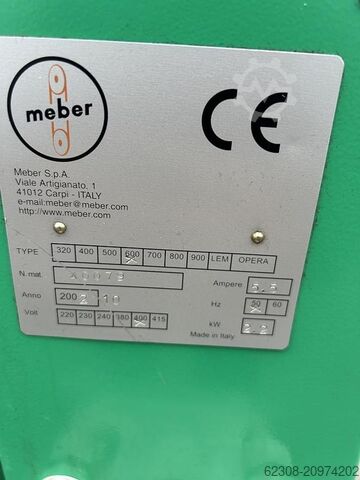 meber
CE
Meber S.p.A.
Viale Artigianato, 1
41012 Carpi - ITALY
e-mail:meber@meber.com
http://www.meber.com
TYPE 320 400 500 600 700 800 900 LEM OPERA
N.mat. X0079 Ampere 5.5
Anno 2002 10 Hz 50 60
Volt 220 230 240 380 400 415 kW 2.2
Made in Italy
62308-20974202